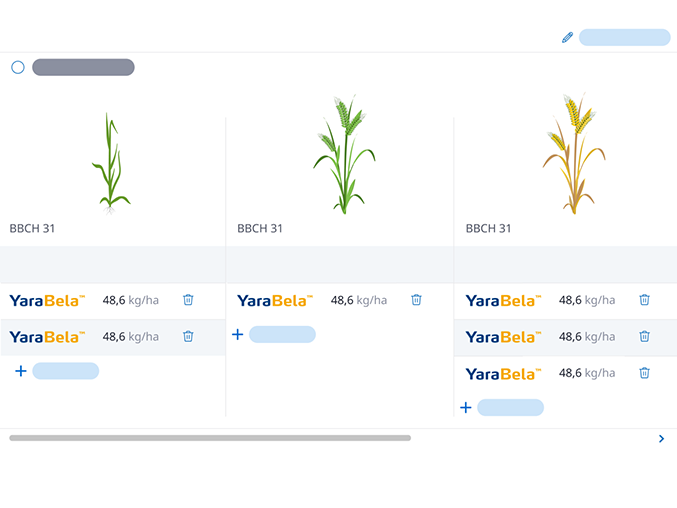 BBCH 31 BBCH 31 BBCH 31
YaraBela™ 48,6 kg/ha YaraBela™ 48,6 kg/ha YaraBela™ 48,6 kg/ha
YaraBela™ 48,6 kg/ha YaraBela™ 48,6 kg/ha
YaraBela™ 48,6 kg/ha